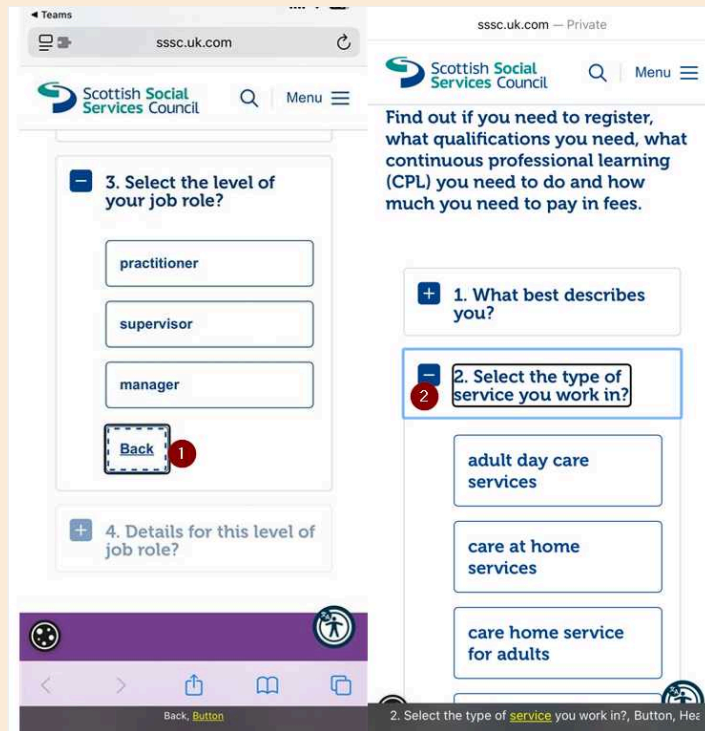 Teams
sssc.uk.com
Scottish Social
Services Council
Menu
3. Select the level of
your job role?
practitioner
supervisor
manager
Back
1
4. Details for this level of
job role?
Back, Button
sssc.uk.com — Private
Scottish Social
Services Council
Menu
Find out if you need to register,
what qualifications you need, what
continuous professional learning
(CPL) you need to do and how
much you need to pay in fees.
1. What best describes
you?
2. Select the type of
service you work in?
2
adult day care
services
care at home
services
care home service
for adults
2. Select the type of service you work in?, Button, Hea